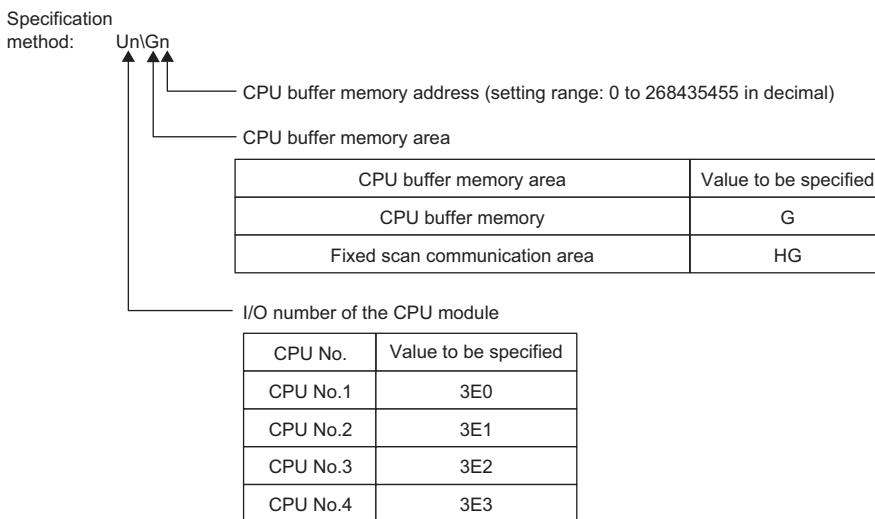 Specification
method: Un\Gn
CPU buffer memory address (setting range: 0 to 268435455 in decimal)
CPU buffer memory area
CPU buffer memory area Value to be specified
CPU buffer memory G
Fixed scan communication area HG
I/O number of the CPU module
CPU No. Value to be specified
CPU No.1 3E0
CPU No.2 3E1
CPU No.3 3E2
CPU No.4 3E3